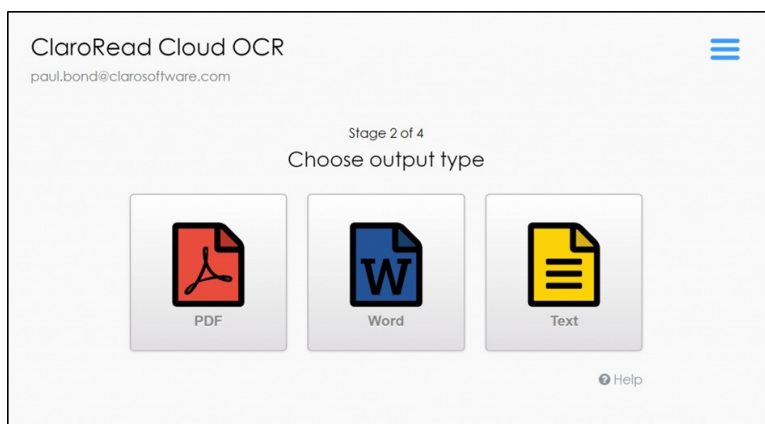 ClaroRead Cloud OCR
paul.bond@clarosoftware.com
Stage 2 of 4
Choose output type
W
PDF
Word
Text
? Help